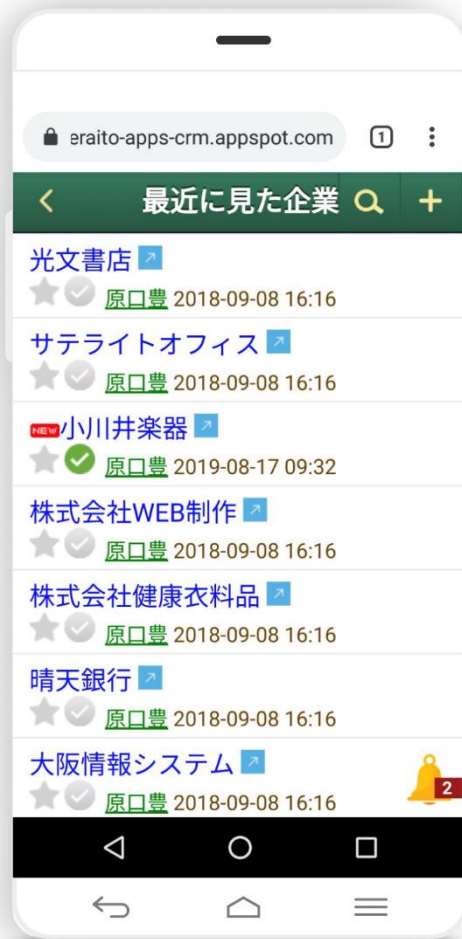 eraito-apps-crm.appspot.com 1
最近に見た企業
光文書店
原口豊 2018-09-08 16:16
サテライトオフィス
原口豊 2018-09-08 16:16
NEW小川井楽器
原口豊 2019-08-17 09:32
株式会社WEB制作
原口豊 2018-09-08 16:16
株式会社健康衣料品
原口豊 2018-09-08 16:16
晴天銀行
原口豊 2018-09-08 16:16
大阪情報システム
原口豊 2018-09-08 16:16
2